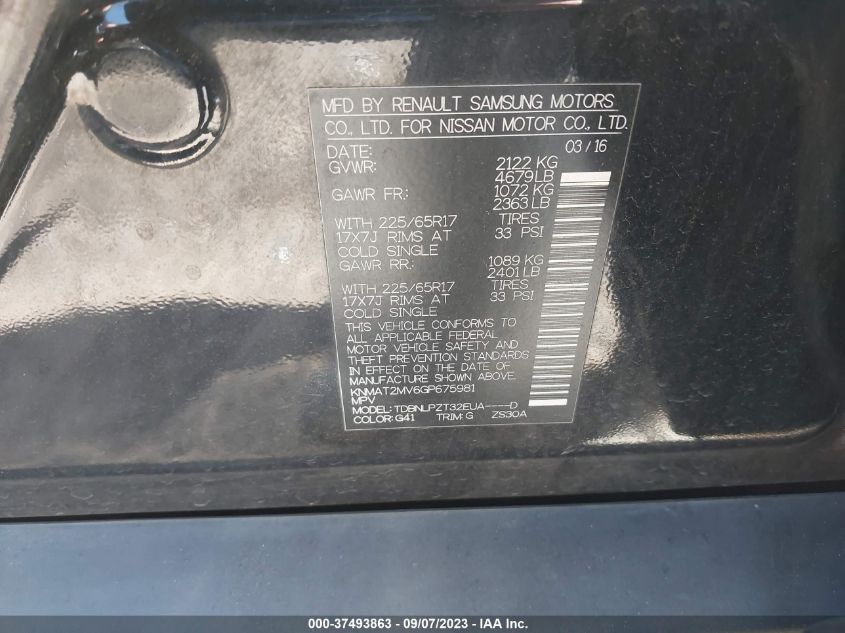 MFD BY RENAULT SAMSUNG MOTORS
CO., LTD. FOR NISSAN MOTOR CO., LTD.
DATE: 03/16
GVWR: 2122 KG
4679 LB
GAWR FR: 1072 KG
2363 LB
WITH 225/65R17 TIRES
17X7J RIMS AT 33 PSI
COLD SINGLE
GAWR RR: 1089 KG
2401 LB
WITH 225/65R17 TIRES
17X7J RIMS AT 33 PSI
COLD SINGLE
THIS VEHICLE CONFORMS TO
ALL APPLICABLE FEDERAL
MOTOR VEHICLE SAFETY AND
THEFT PREVENTION STANDARDS
IN EFFECT ON THE DATE OF
MANUFACTURE SHOWN ABOVE.
KNMAT2MV6GP675981
MPV
MODEL: TDBNLPZT32EUA----D
COLOR: G41 TRIM: G ZS30A
000-37493863 - 09/07/2023 - IAA Inc.